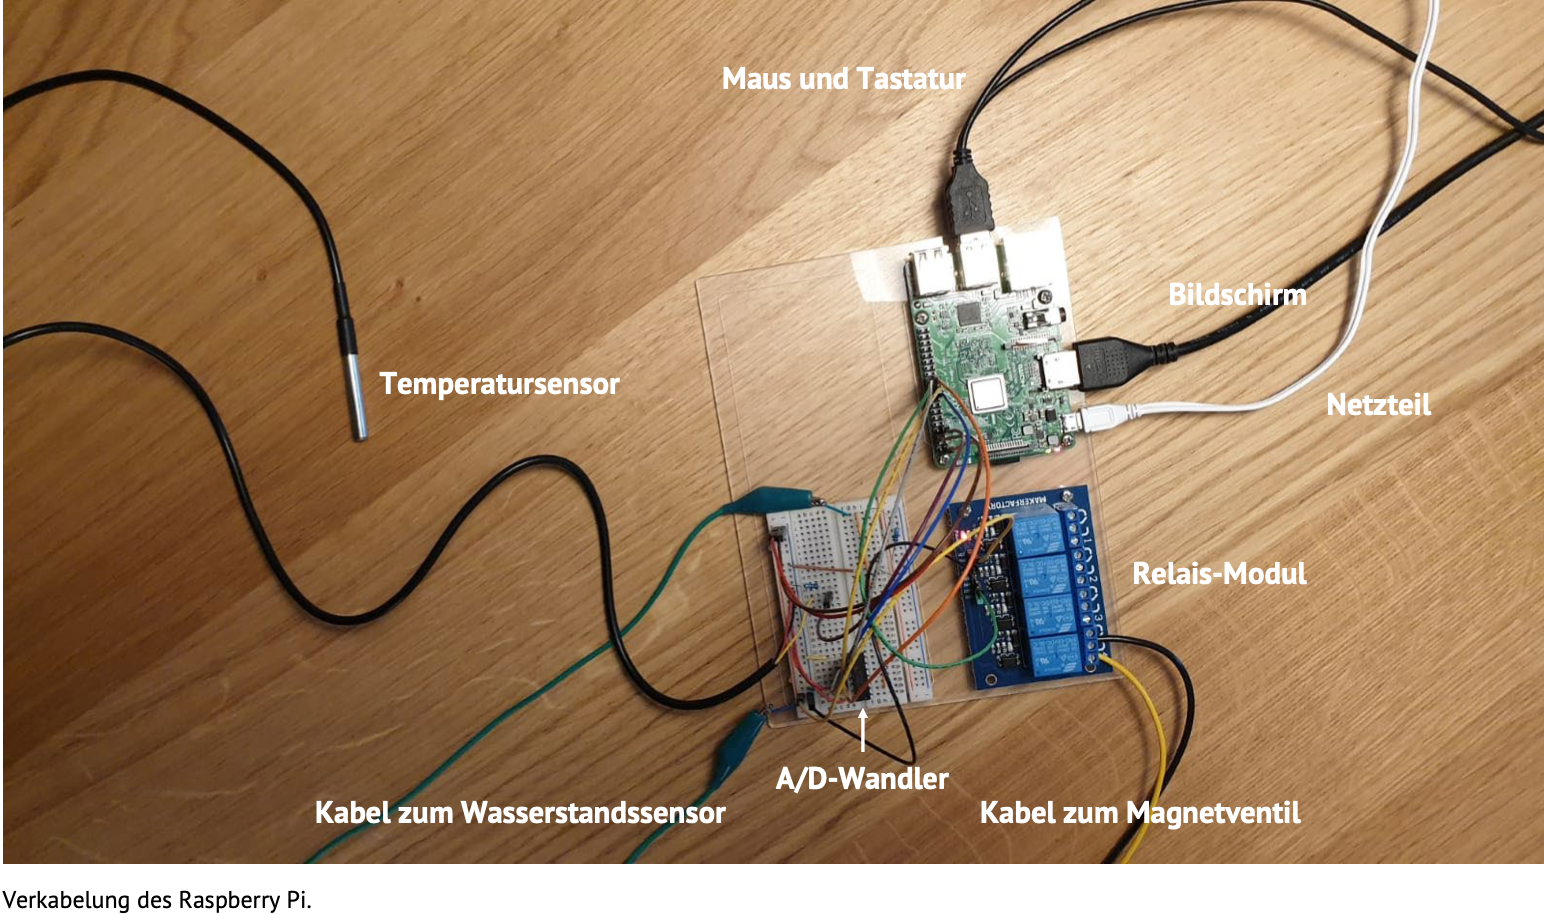 Maus und Tastatur
Bildschirm
Temperatursensor
Netzteil
MAKERFACTORY
Relais-Modul
A/D-Wandler
Kabel zum Wasserstandssensor
Kabel zum Magnetventil
Verkabelung des Raspberry Pi.